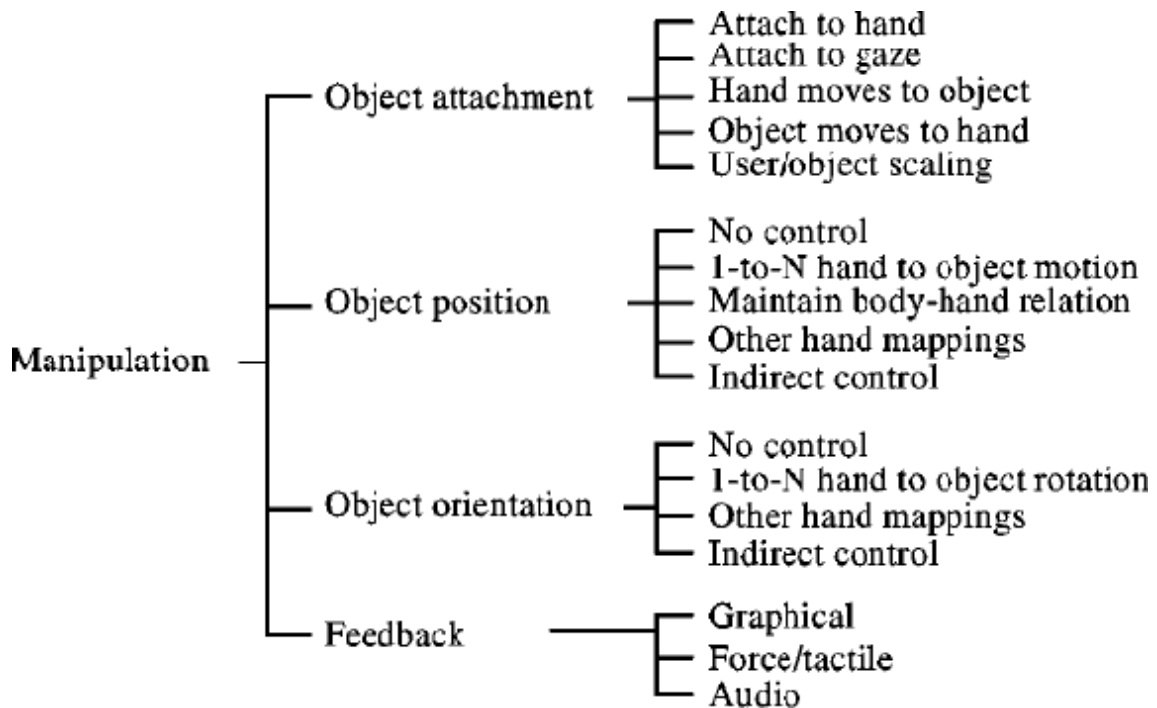 Manipulation
Object attachment
Attach to hand
Attach to gaze
Hand moves to object
Object moves to hand
User/object scaling
Object position
No control
1-to-N hand to object motion
Maintain body-hand relation
Other hand mappings
Indirect control
Object orientation
No control
1-to-N hand to object rotation
Other hand mappings
Indirect control
Feedback
Graphical
Force/tactile
Audio